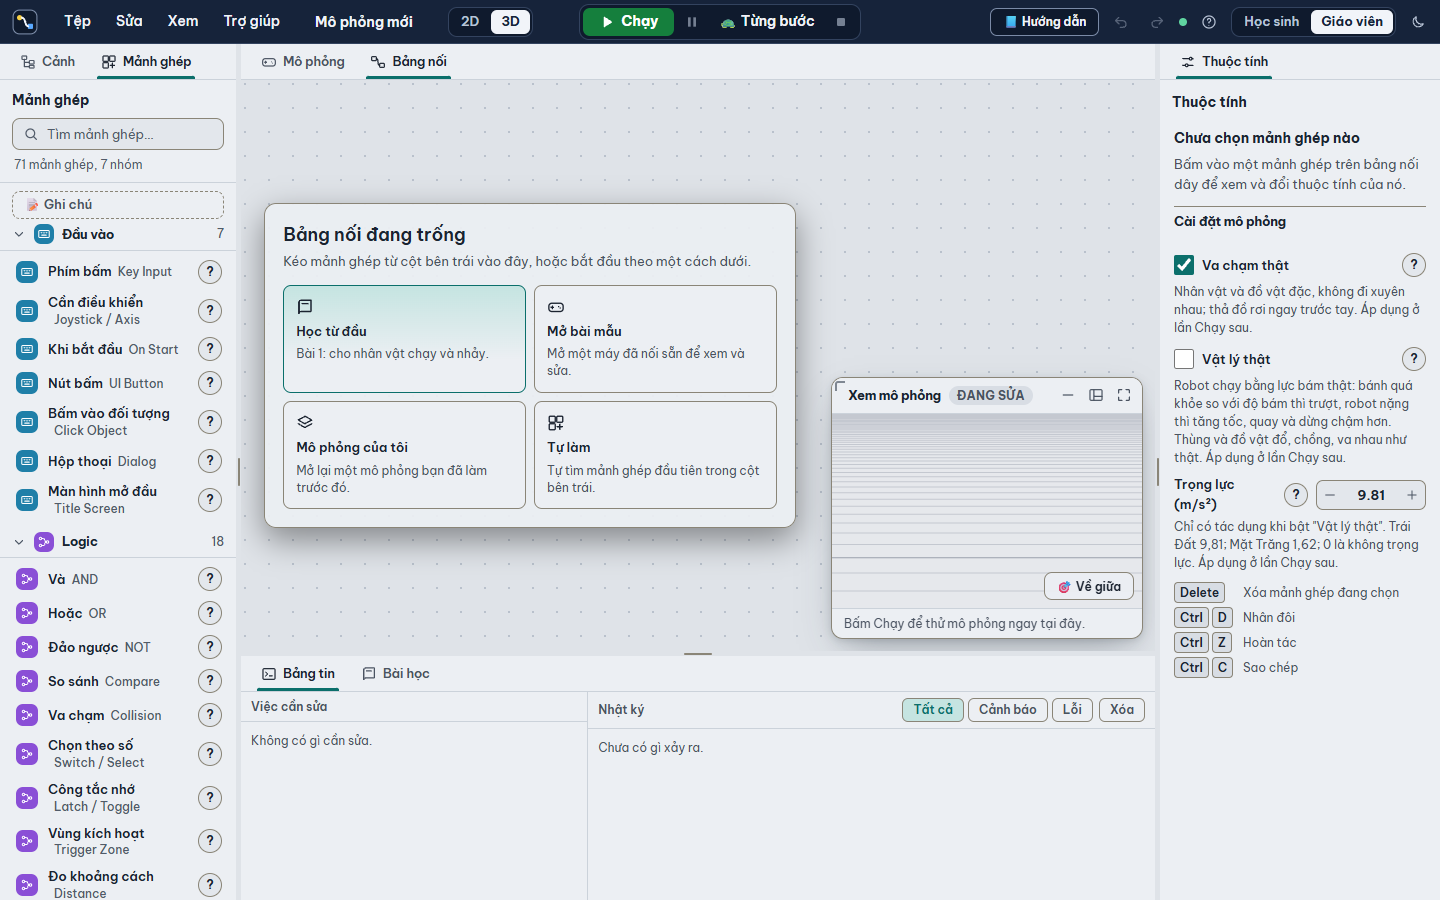 Tệp Sửa Xem Trợ giúp Mô phỏng mới 2D 3D Chạy Từng bước Hướng dẫn Học sinh Giáo viên
Cảnh Mảnh ghép
Mảnh ghép
Tìm mảnh ghép...
71 mảnh ghép, 7 nhóm
Ghi chú
Đầu vào 7
Phím bấm Key Input ?
Cần điều khiển
Joystick / Axis ?
Khi bắt đầu On Start ?
Nút bấm UI Button ?
Bấm vào đối tượng
Click Object ?
Hộp thoại Dialog ?
Màn hình mở đầu
Title Screen ?
Logic 18
Và AND ?
Hoặc OR ?
Đảo ngược NOT ?
So sánh Compare ?
Va chạm Collision ?
Chọn theo số
Switch / Select ?
Công tắc nhớ
Latch / Toggle ?
Vùng kích hoạt
Trigger Zone ?
Đo khoảng cách
Distance ?
Mô phỏng Bảng nối
Bảng nối đang trống
Kéo mảnh ghép từ cột bên trái vào đây, hoặc bắt đầu theo một cách dưới.
Học từ đầu
Bài 1: cho nhân vật chạy và nhảy.
Mở bài mẫu
Mở một máy đã nối sẵn để xem và
sửa.
Mô phỏng của tôi
Mở lại một mô phỏng bạn đã làm
trước đó.
Tự làm
Tự tìm mảnh ghép đầu tiên trong cột
bên trái.
Xem mô phỏng ĐANG SỬA
Về giữa
Bấm Chạy để thử mô phỏng ngay tại đây.
Bảng tin Bài học
Việc cần sửa
Không có gì cần sửa.
Nhật ký Tất cả Cảnh báo Lỗi Xóa
Chưa có gì xảy ra.
Thuộc tính
Thuộc tính
Chưa chọn mảnh ghép nào
Bấm vào một mảnh ghép trên bảng nối
dây để xem và đổi thuộc tính của nó.
Cài đặt mô phỏng
Va chạm thật ?
Nhân vật và đồ vật đặc, không đi xuyên
nhau; thả đồ rơi ngay trước tay. Áp dụng ở
lần Chạy sau.
Vật lý thật ?
Robot chạy bằng lực bám thật: bánh quá
khỏe so với độ bám thì trượt, robot nặng
thì tăng tốc, quay và dừng chậm hơn.
Thùng và đồ vật đổ, chồng, va nhau như
thật. Áp dụng ở lần Chạy sau.
Trọng lực
(m/s²) ? − 9.81 +
Chỉ có tác dụng khi bật "Vật lý thật". Trái
Đất 9,81; Mặt Trăng 1,62; 0 là không trọng
lực. Áp dụng ở lần Chạy sau.
Delete Xóa mảnh ghép đang chọn
Ctrl D Nhân đôi
Ctrl Z Hoàn tác
Ctrl C Sao chép